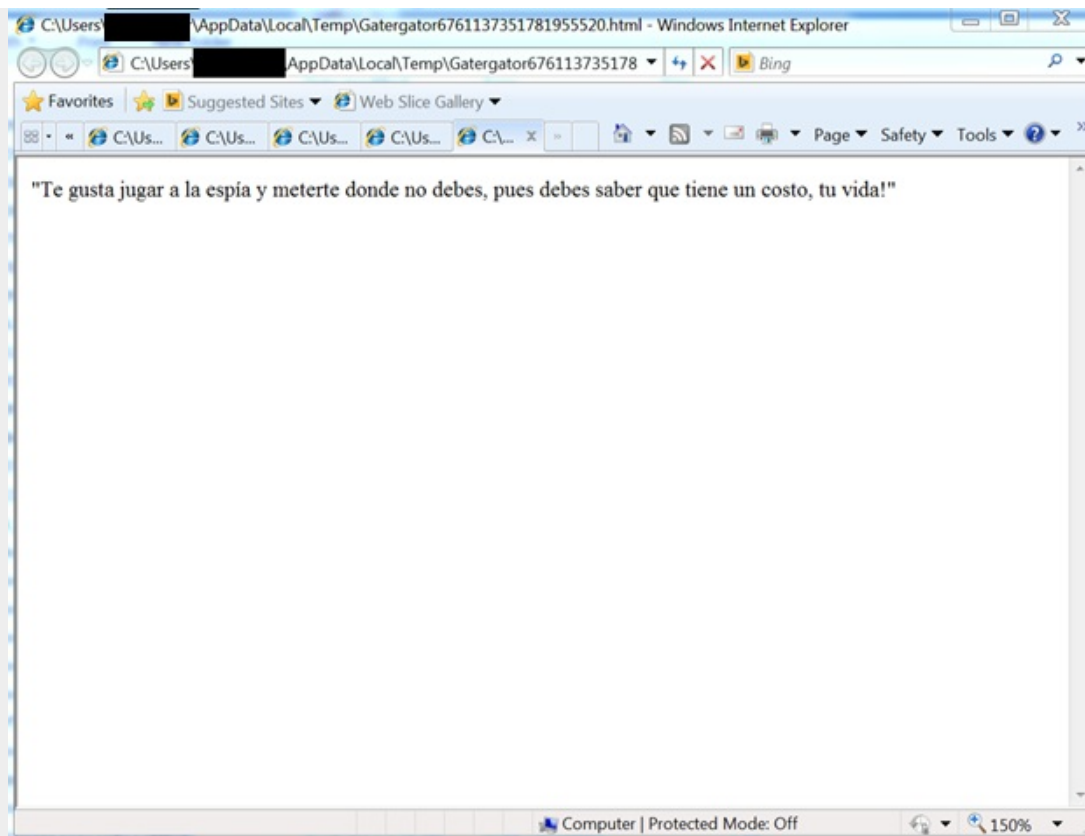 C:\Users\ \AppData\Local\Temp\Gatergator6761137351781955520.html - Windows Internet Explorer
C:\Users\ AppData\Local\Temp\Gatergator676113735178 Bing
Favorites Suggested Sites Web Slice Gallery
C:\Us... C:\Us... C:\Us... C:\Us... C:\... x Page Safety Tools
"Te gusta jugar a la espía y meterte donde no debes, pues debes saber que tiene un costo, tu vida!"
Computer | Protected Mode: Off 150%